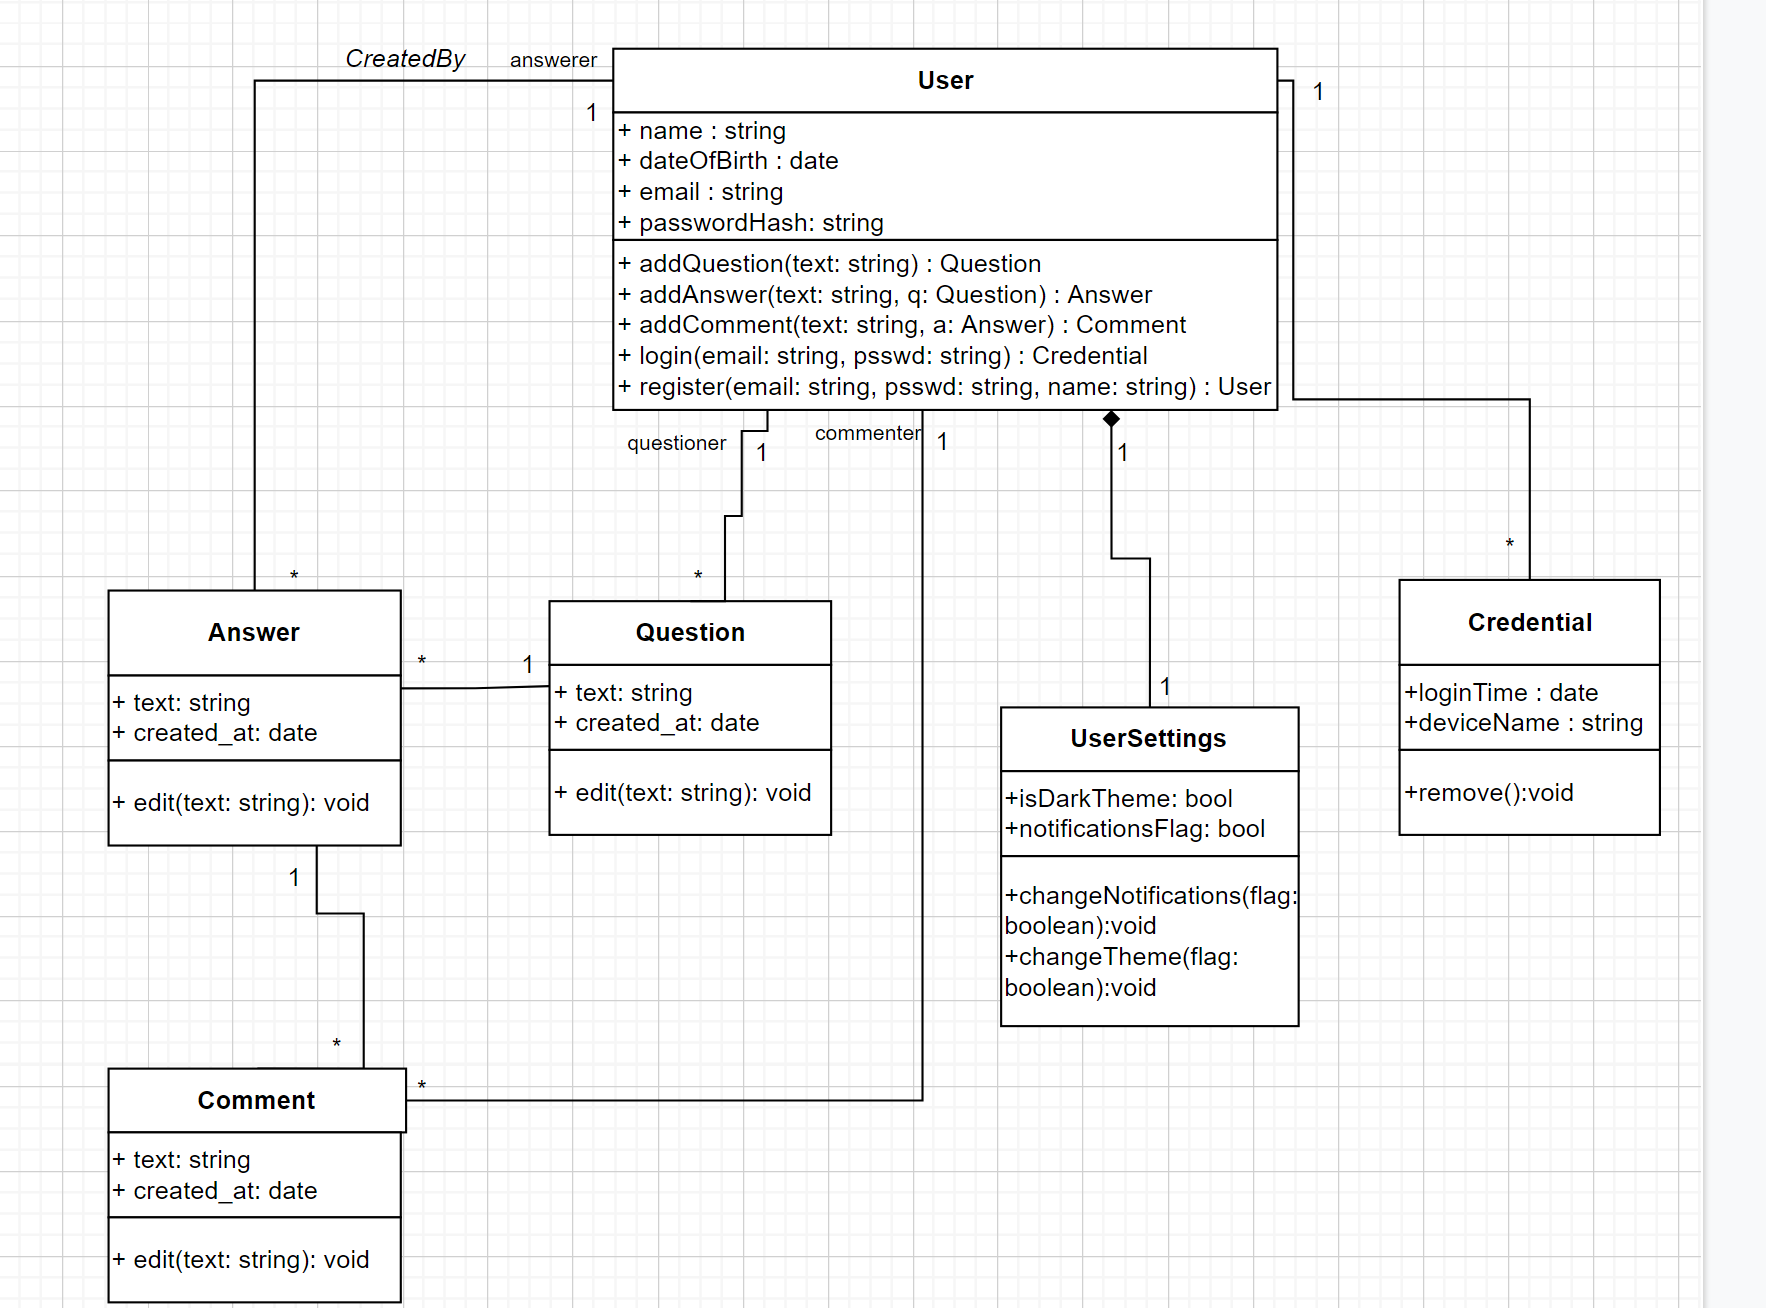 CreatedBy
answerer
1
User
1
+ name : string
+ dateOfBirth : date
+ email : string
+ passwordHash: string
+ addQuestion(text: string) : Question
+ addAnswer(text: string, q: Question) : Answer
+ addComment(text: string, a: Answer) : Comment
+ login(email: string, psswd: string) : Credential
+ register(email: string, psswd: string, name: string) : User
questioner
1
commenter
1
1
*
*
*
Answer
+ text: string
+ created_at: date
+ edit(text: string): void
*
1
Question
+ text: string
+ created_at: date
+ edit(text: string): void
1
UserSettings
+isDarkTheme: bool
+notificationsFlag: bool
+changeNotifications(flag:
boolean):void
+changeTheme(flag:
boolean):void
Credential
+loginTime : date
+deviceName : string
+remove():void
1
*
*
Comment
+ text: string
+ created_at: date
+ edit(text: string): void